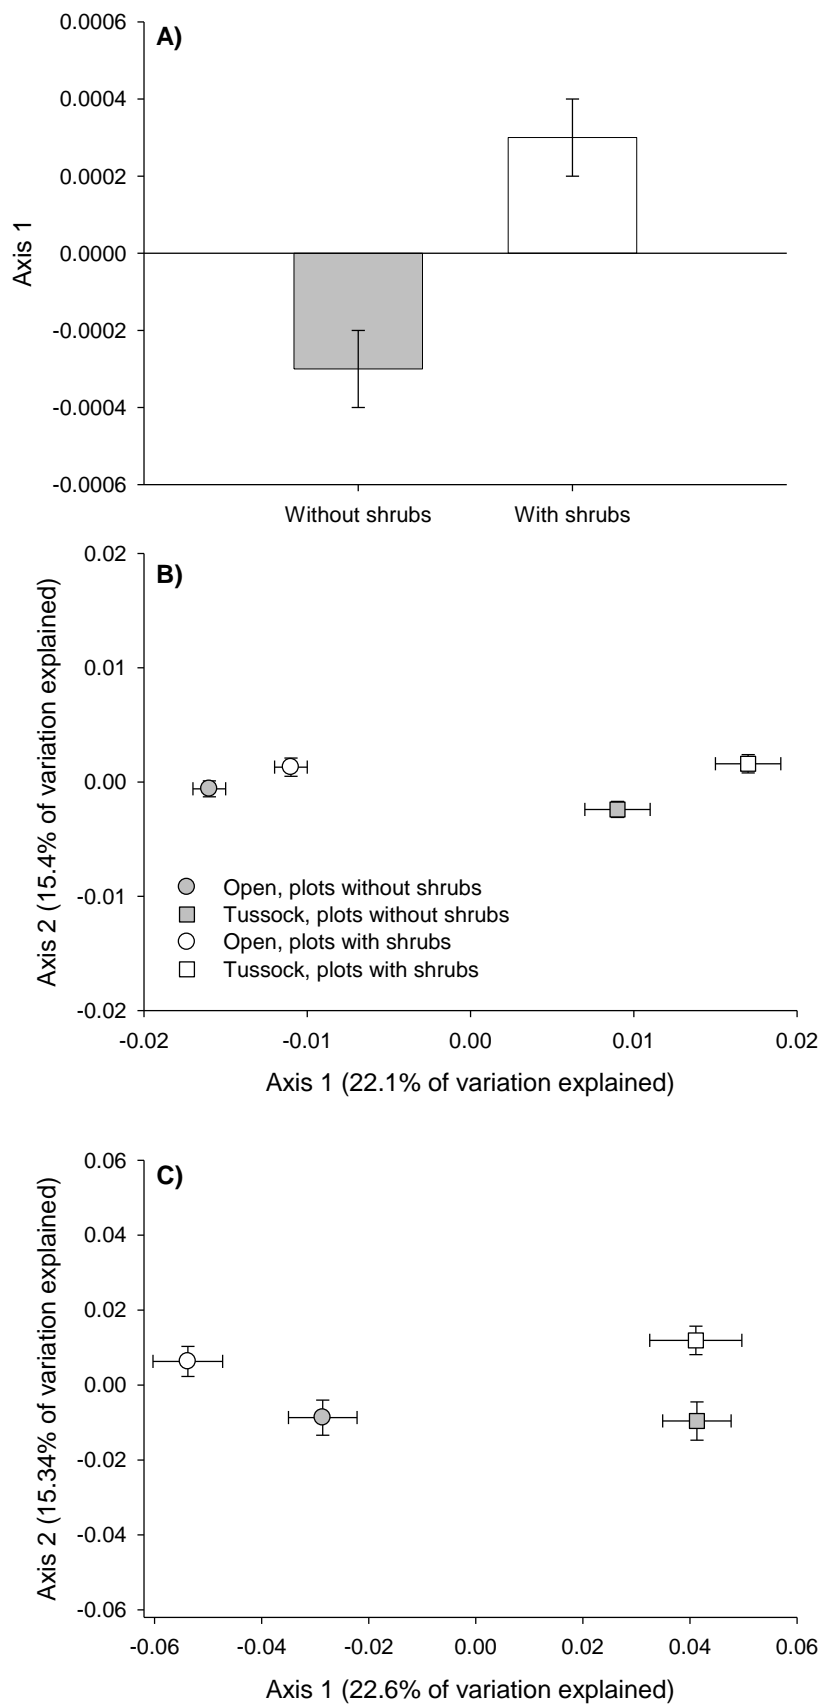 A)
0.0006
0.0004
0.0002
0.0000
-0.0002
-0.0004
-0.0006
Axis 1
Without shrubs With shrubs
B)
0.02
0.01
0.00
-0.01
-0.02
Axis 2 (15.4% of variation explained)
Open, plots without shrubs
Tussock, plots without shrubs
Open, plots with shrubs
Tussock, plots with shrubs
-0.02 -0.01 0.00 0.01 0.02
Axis 1 (22.1% of variation explained)
C)
0.06
0.04
0.02
0.00
-0.02
-0.04
-0.06
Axis 2 (15.34% of variation explained)
-0.06 -0.04 -0.02 0.00 0.02 0.04 0.06
Axis 1 (22.6% of variation explained)